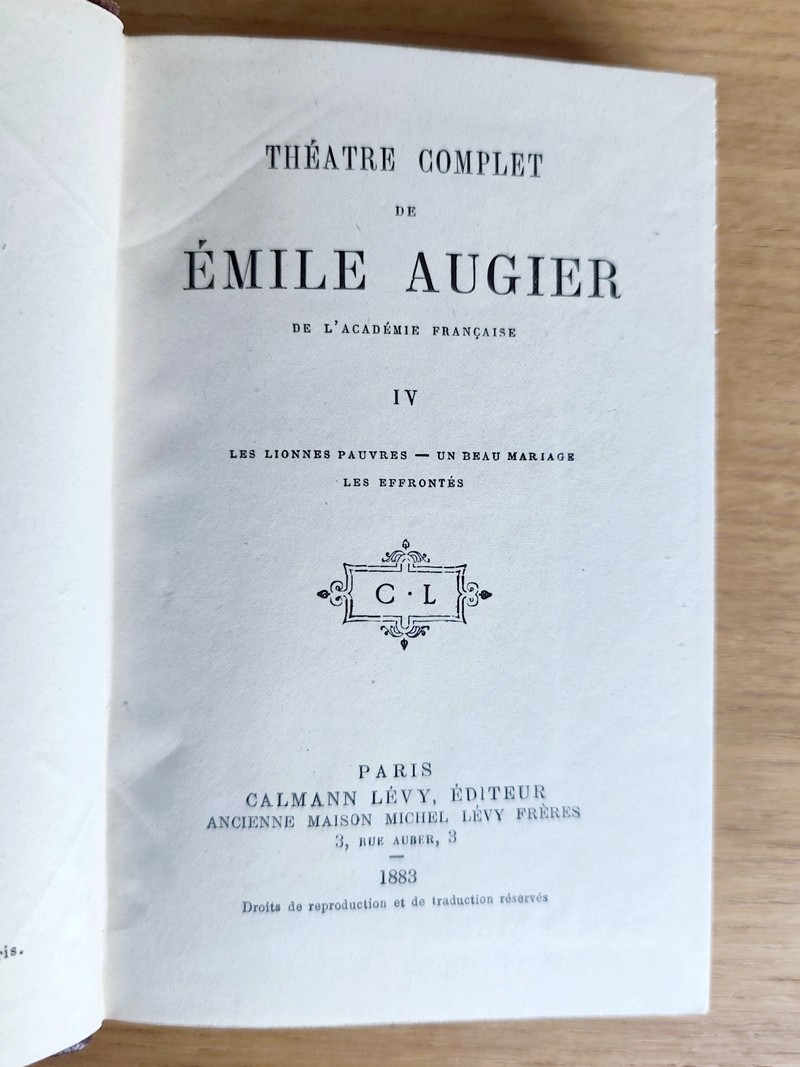 THÉATRE COMPLET
DE
ÉMILE AUGIER
DE L'ACADÉMIE FRANÇAISE
IV
LES LIONNES PAUVRES — UN BEAU MARIAGE
LES EFFRONTÉS
C · L
PARIS
CALMANN LÉVY, ÉDITEUR
ANCIENNE MAISON MICHEL LÉVY FRÈRES
3, RUE AUBER, 3
1883
Droits de reproduction et de traduction réservés